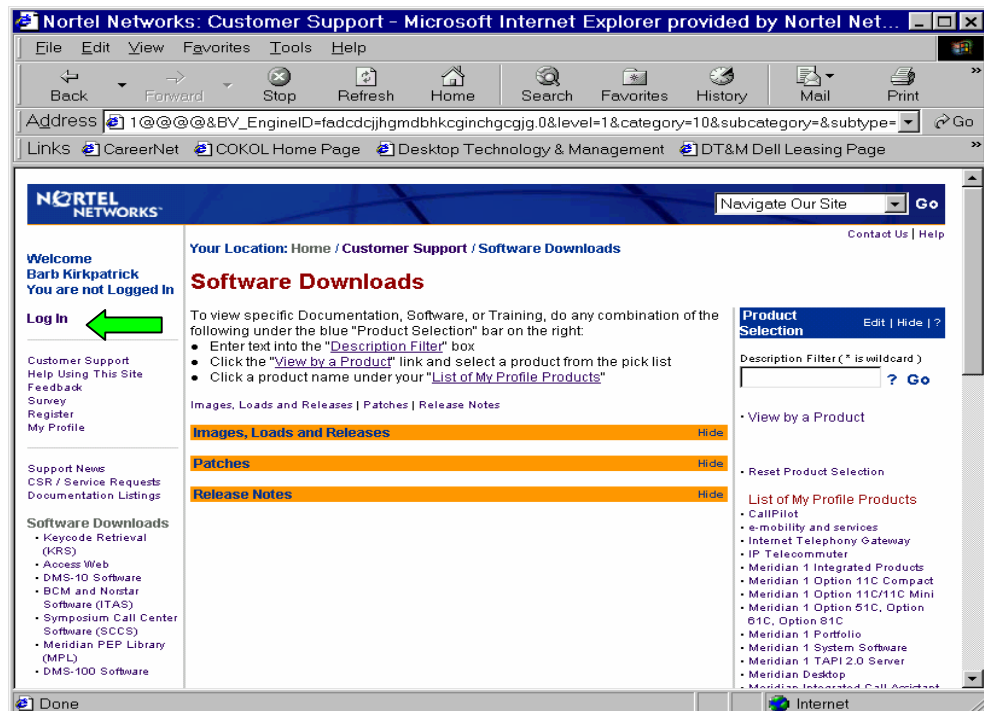 Nortel Networks: Customer Support - Microsoft Internet Explorer provided by Nortel Net...
File Edit View Favorites Tools Help
Back Forward Stop Refresh Home Search Favorites History Mail Print »
Address 1@@@@&BV_EngineID=fadcdcjjhgmdbhkcginchgcgjg.0&level=1&category=10&subcategory=&subtype= Go
Links CareerNet COKOL Home Page Desktop Technology & Management DT&M Dell Leasing Page »
NORTEL
NETWORKS™
Navigate Our Site Go
Contact Us | Help
Welcome
Barb Kirkpatrick
You are not Logged In
Log In
Customer Support
Help Using This Site
Feedback
Survey
Register
My Profile
Support News
CSR / Service Requests
Documentation Listings
Software Downloads
• Keycode Retrieval
(KRS)
• Access Web
• DMS-10 Software
• BCM and Norstar
Software (ITAS)
• Symposium Call Center
Software (SCCS)
• Meridian PEP Library
(MPL)
• DMS-100 Software
Your Location: Home / Customer Support / Software Downloads
Software Downloads
To view specific Documentation, Software, or Training, do any combination of the
following under the blue "Product Selection" bar on the right:
• Enter text into the "Description Filter" box
• Click the "View by a Product" link and select a product from the pick list
• Click a product name under your "List of My Profile Products"
Images, Loads and Releases | Patches | Release Notes
Images, Loads and Releases Hide
Patches Hide
Release Notes Hide
Product
Selection Edit | Hide | ?
Description Filter ( * is wildcard )
? Go
• View by a Product
• Reset Product Selection
List of My Profile Products
• CallPilot
• e-mobility and services
• Internet Telephony Gateway
• IP Telecommuter
• Meridian 1 Integrated Products
• Meridian 1 Option 11C Compact
• Meridian 1 Option 11C/11C Mini
• Meridian 1 Option 51C, Option
61C, Option 81C
• Meridian 1 Portfolio
• Meridian 1 System Software
• Meridian 1 TAPI 2.0 Server
• Meridian Desktop
• Meridian Integrated Call Assistant
Done Internet